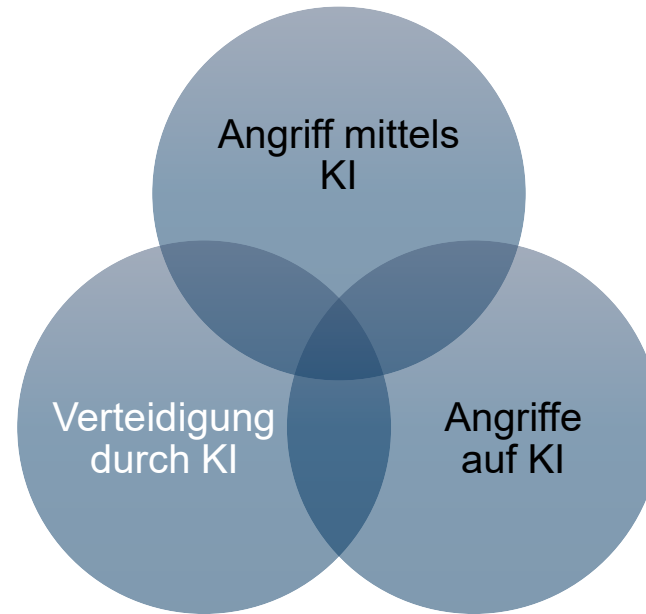 Angriff mittels
KI
Verteidigung
durch KI
Angriffe
auf KI